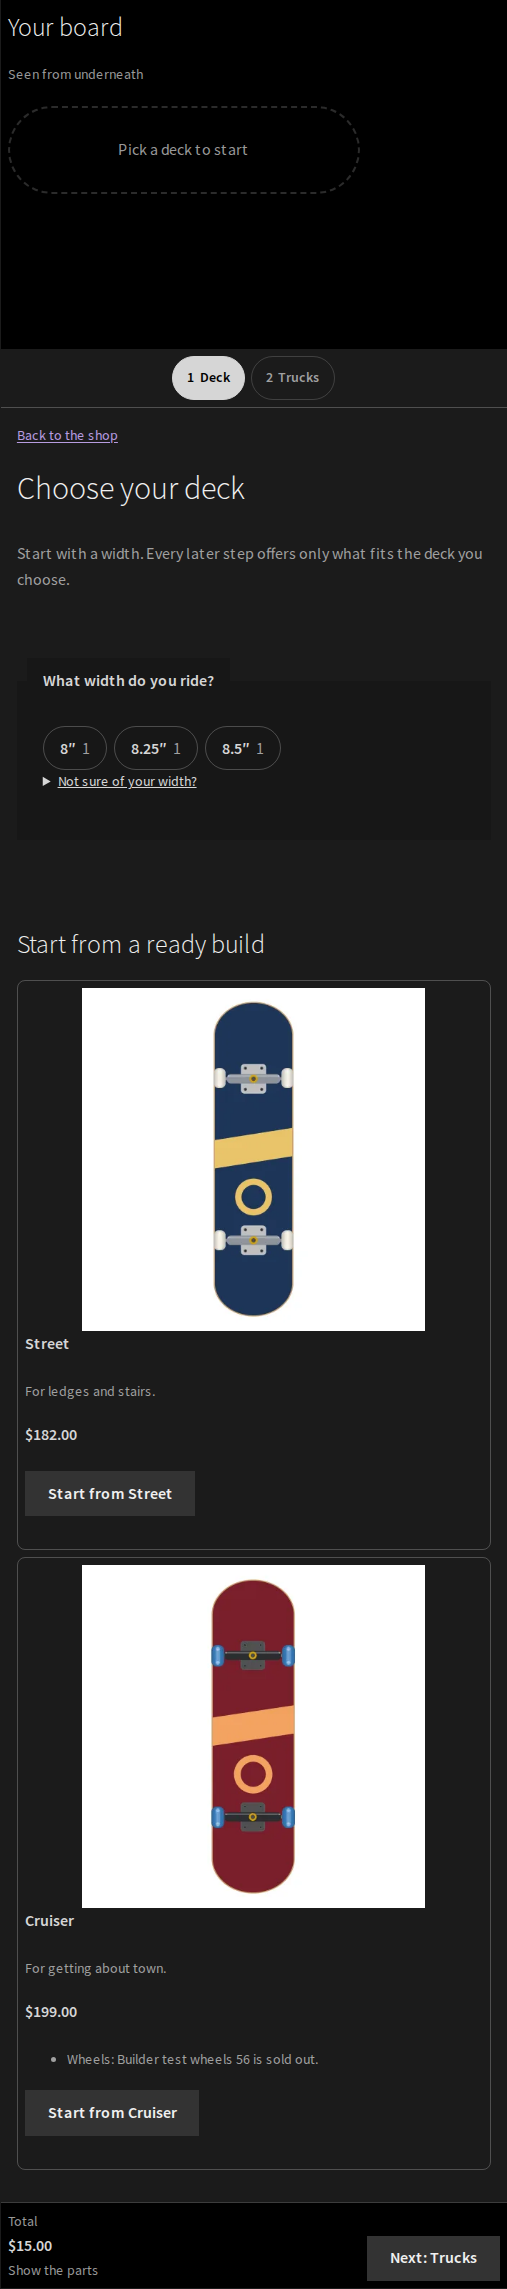 Your board
Seen from underneath
Pick a deck to start
1 Deck
2 Trucks
Back to the shop
Choose your deck
Start with a width. Every later step offers only what fits the deck you
choose.
What width do you ride?
8″ 1
8.25″ 1
8.5″ 1
Not sure of your width?
Start from a ready build
Street
For ledges and stairs.
$182.00
Start from Street
Cruiser
For getting about town.
$199.00
Wheels: Builder test wheels 56 is sold out.
Start from Cruiser
Total
$15.00
Show the parts
Next: Trucks